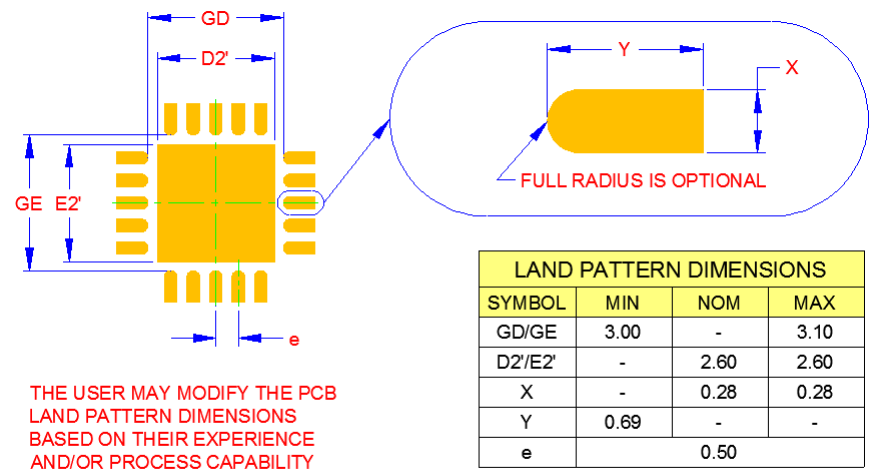 GD
D2'
GE E2'
e
Y
X
FULL RADIUS IS OPTIONAL
THE USER MAY MODIFY THE PCB
LAND PATTERN DIMENSIONS
BASED ON THEIR EXPERIENCE
AND/OR PROCESS CAPABILITY
LAND PATTERN DIMENSIONS
SYMBOL MIN NOM MAX
GD/GE 3.00 - 3.10
D2'/E2' - 2.60 2.60
X - 0.28 0.28
Y 0.69 - -
e 0.50